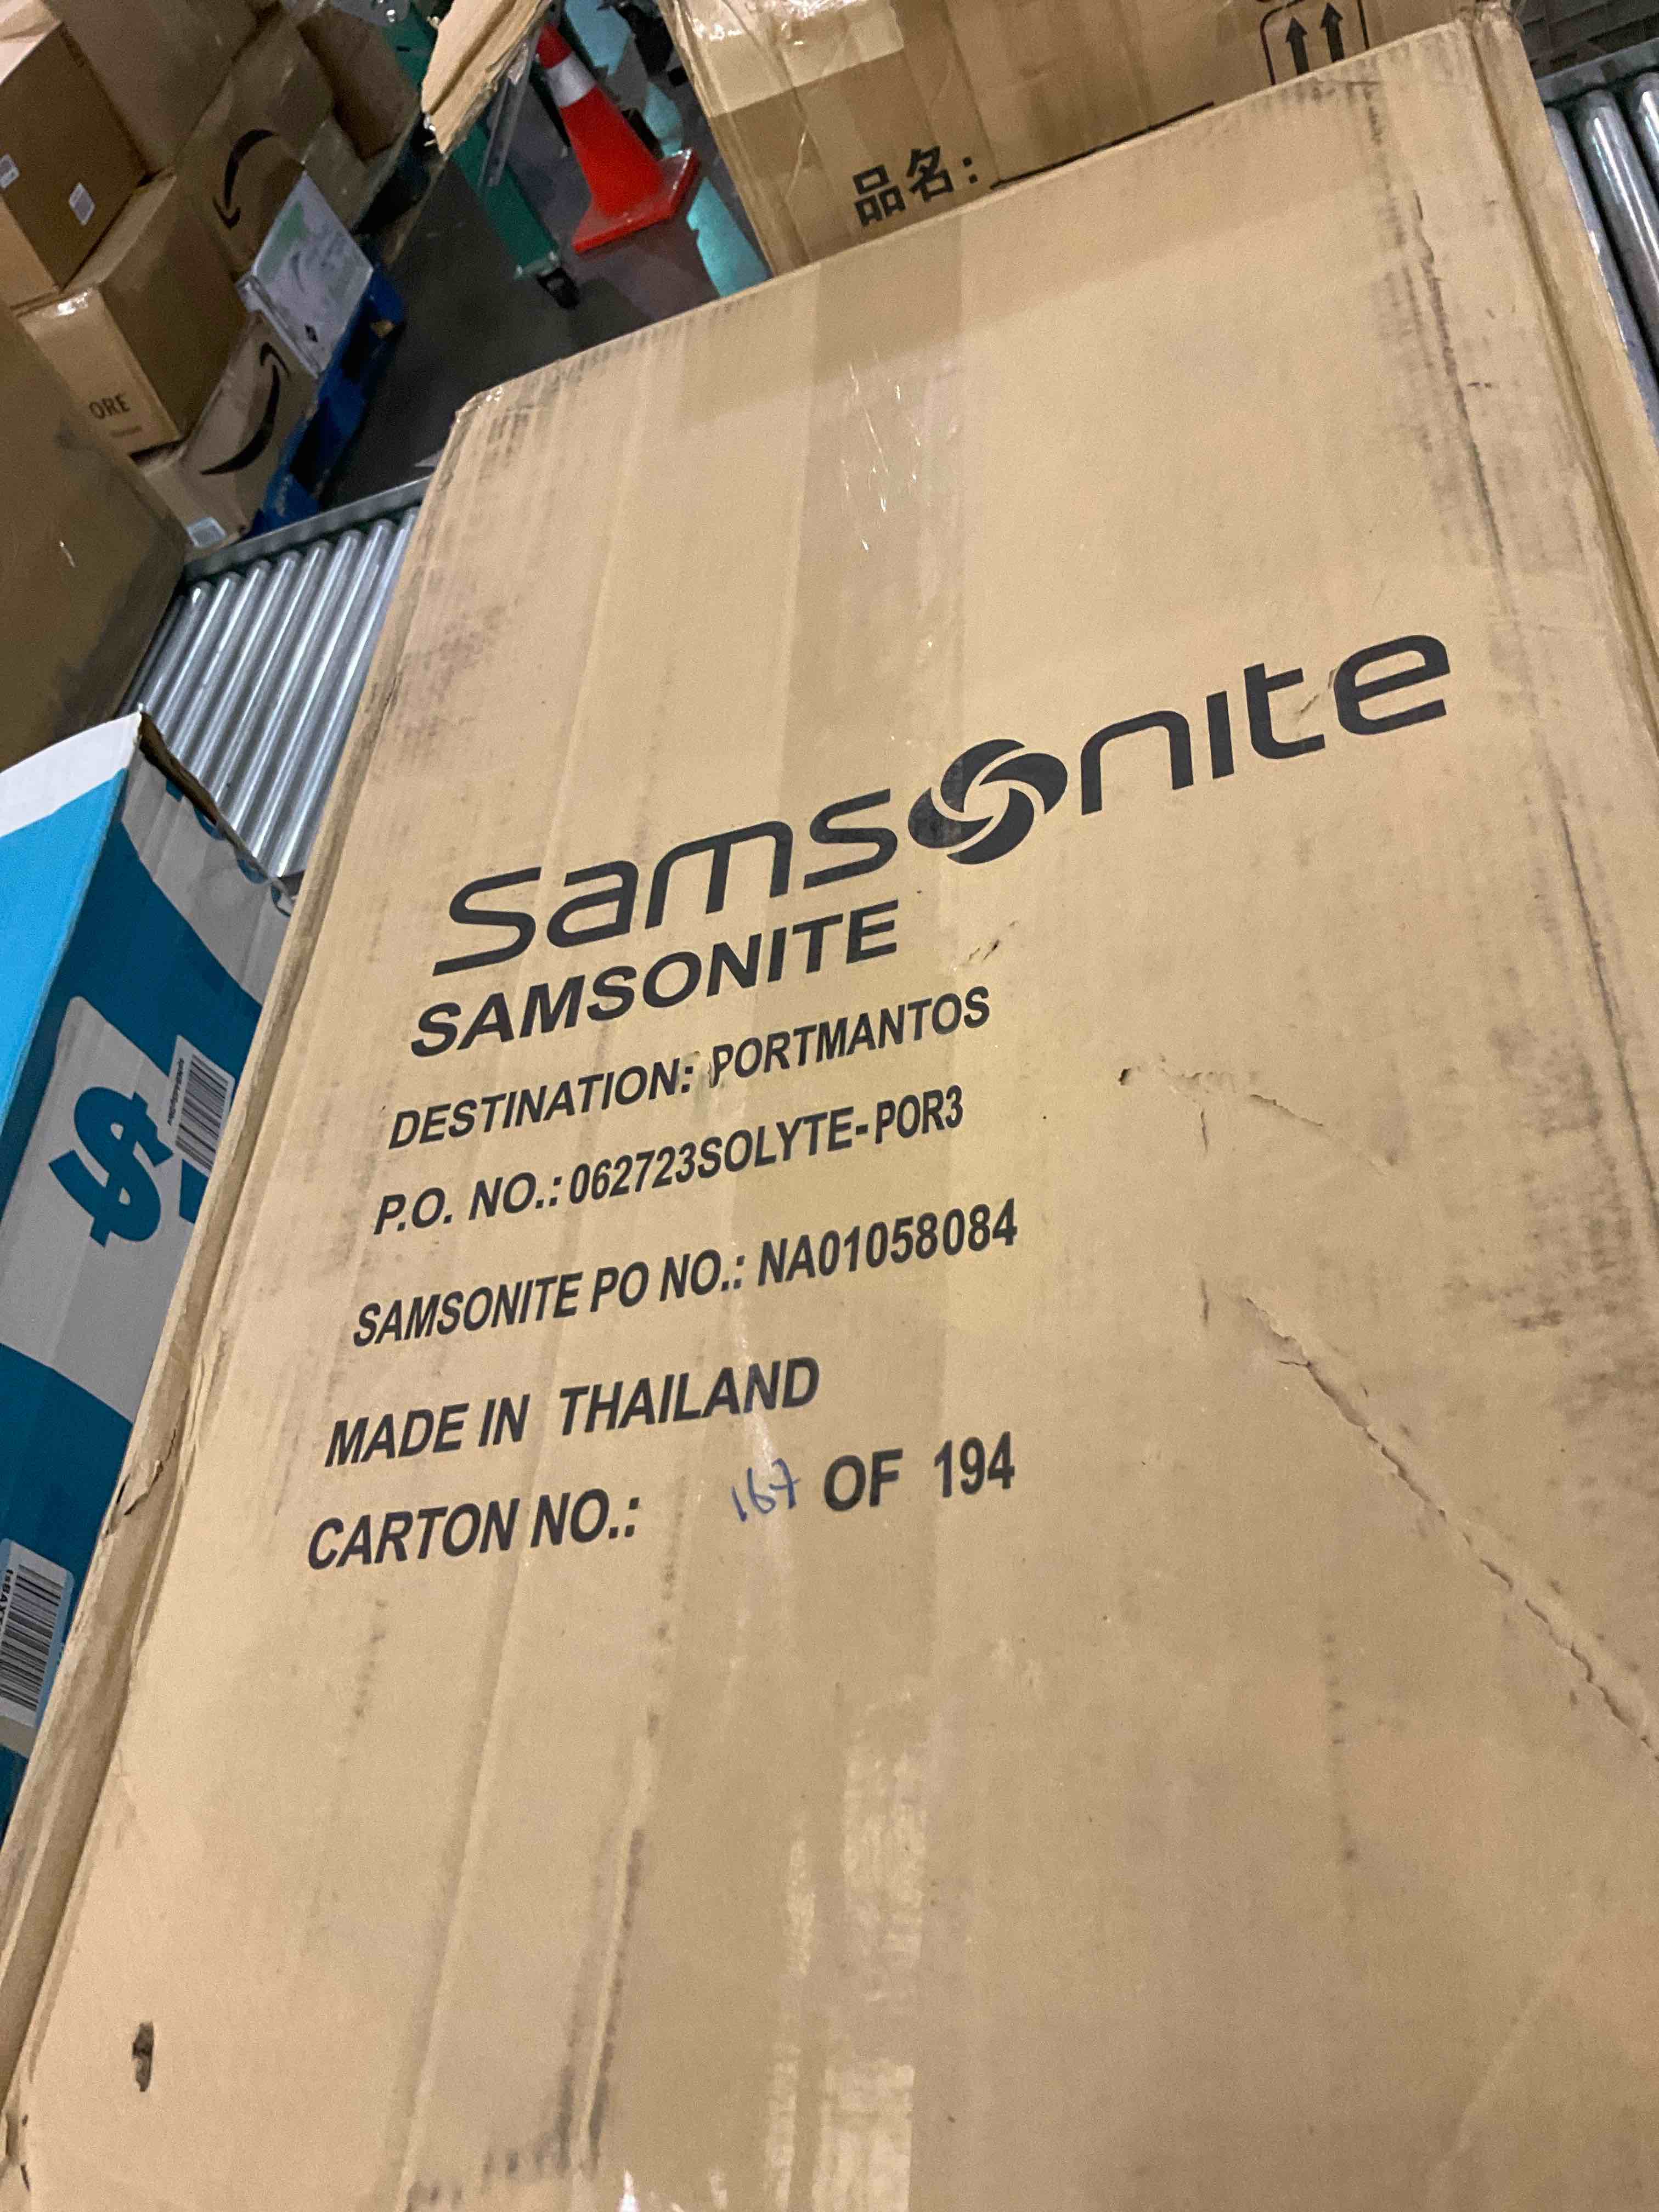 品名:
ORE
samsonite
SAMSONITE
DESTINATION: PORTMANTOS
P.O. NO.: 062723SOLYTE-POR3
SAMSONITE PO NO.: NA01058084
MADE IN THAILAND
CARTON NO.: 167 OF 194
$